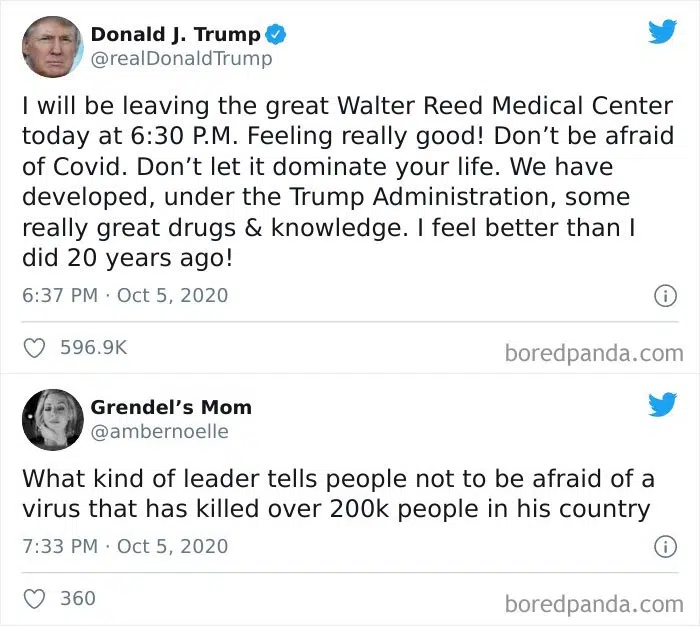 Donald J. Trump
@realDonaldTrump
I will be leaving the great Walter Reed Medical Center
today at 6:30 P.M. Feeling really good! Don’t be afraid
of Covid. Don’t let it dominate your life. We have
developed, under the Trump Administration, some
really great drugs & knowledge. I feel better than I
did 20 years ago!
6:37 PM · Oct 5, 2020
596.9K
boredpanda.com
Grendel’s Mom
@ambernoelle
What kind of leader tells people not to be afraid of a
virus that has killed over 200k people in his country
7:33 PM · Oct 5, 2020
360
boredpanda.com